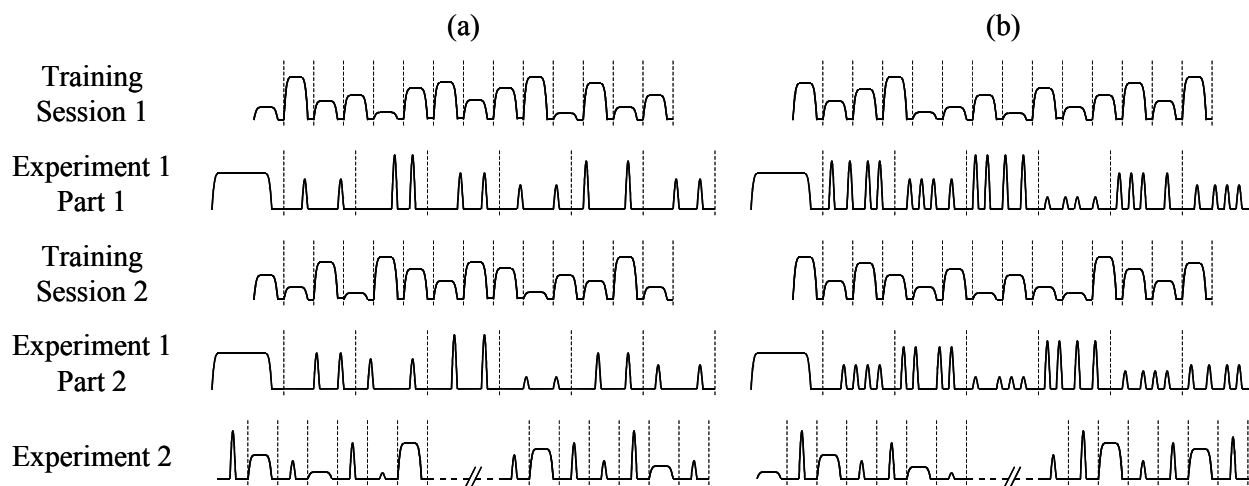 (a) (b)
Training
Session 1
Experiment 1
Part 1
Training
Session 2
Experiment 1
Part 2
Experiment 2